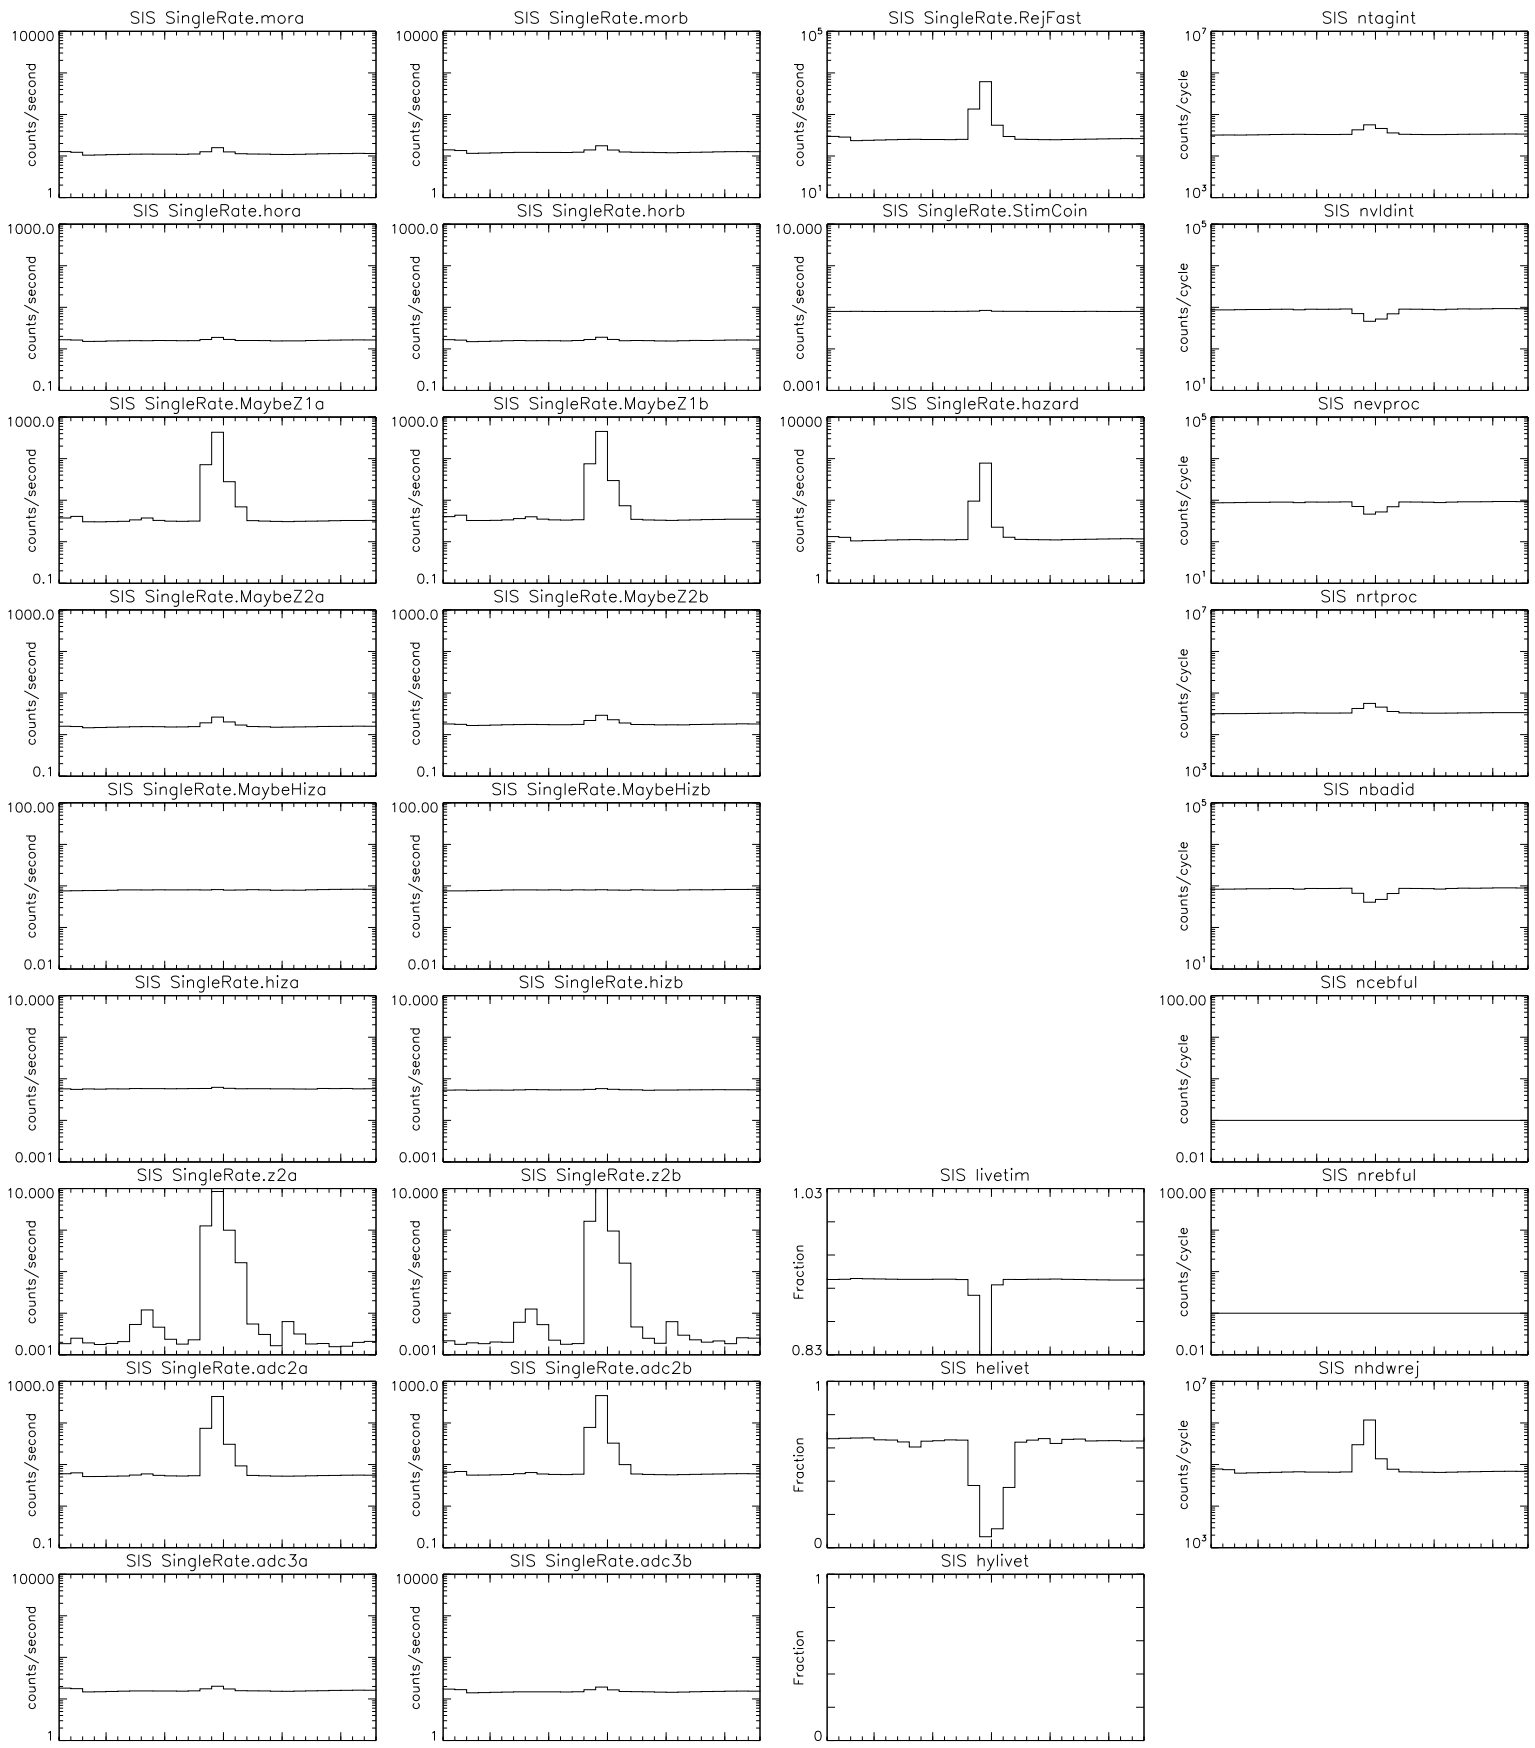 SIS SingleRate.mora
SIS SingleRate.morb
SIS SingleRate.RejFast
SIS ntagint
10000
counts/second
1
10000
counts/second
1
10^5
counts/second
10^1
10^7
counts/cycle
10^3
SIS SingleRate.hora
SIS SingleRate.horb
SIS SingleRate.StimCoin
SIS nvldint
1000.0
counts/second
0.1
1000.0
counts/second
0.1
10.000
counts/second
0.001
10^5
counts/cycle
10^1
SIS SingleRate.MaybeZ1a
SIS SingleRate.MaybeZ1b
SIS SingleRate.hazard
SIS nevproc
1000.0
counts/second
0.1
1000.0
counts/second
0.1
10000
counts/second
1
10^5
counts/cycle
10^1
SIS SingleRate.MaybeZ2a
SIS SingleRate.MaybeZ2b
SIS nrtproc
1000.0
counts/second
0.1
1000.0
counts/second
0.1
10^7
counts/cycle
10^3
SIS SingleRate.MaybeHiza
SIS SingleRate.MaybeHizb
SIS nbadid
100.00
counts/second
0.01
100.00
counts/second
0.01
10^5
counts/cycle
10^1
SIS SingleRate.hiza
SIS SingleRate.hizb
SIS ncebful
10.000
counts/second
0.001
10.000
counts/second
0.001
100.00
counts/cycle
0.01
SIS SingleRate.z2a
SIS SingleRate.z2b
SIS livetim
SIS nrebful
10.000
counts/second
0.001
10.000
counts/second
0.001
1.03
Fraction
0.83
100.00
counts/cycle
0.01
SIS SingleRate.adc2a
SIS SingleRate.adc2b
SIS helivet
SIS nhdwrej
1000.0
counts/second
0.1
1000.0
counts/second
0.1
1
Fraction
0
10^7
counts/cycle
10^3
SIS SingleRate.adc3a
SIS SingleRate.adc3b
SIS hylivet
10000
counts/second
1
10000
counts/second
1
1
Fraction
0